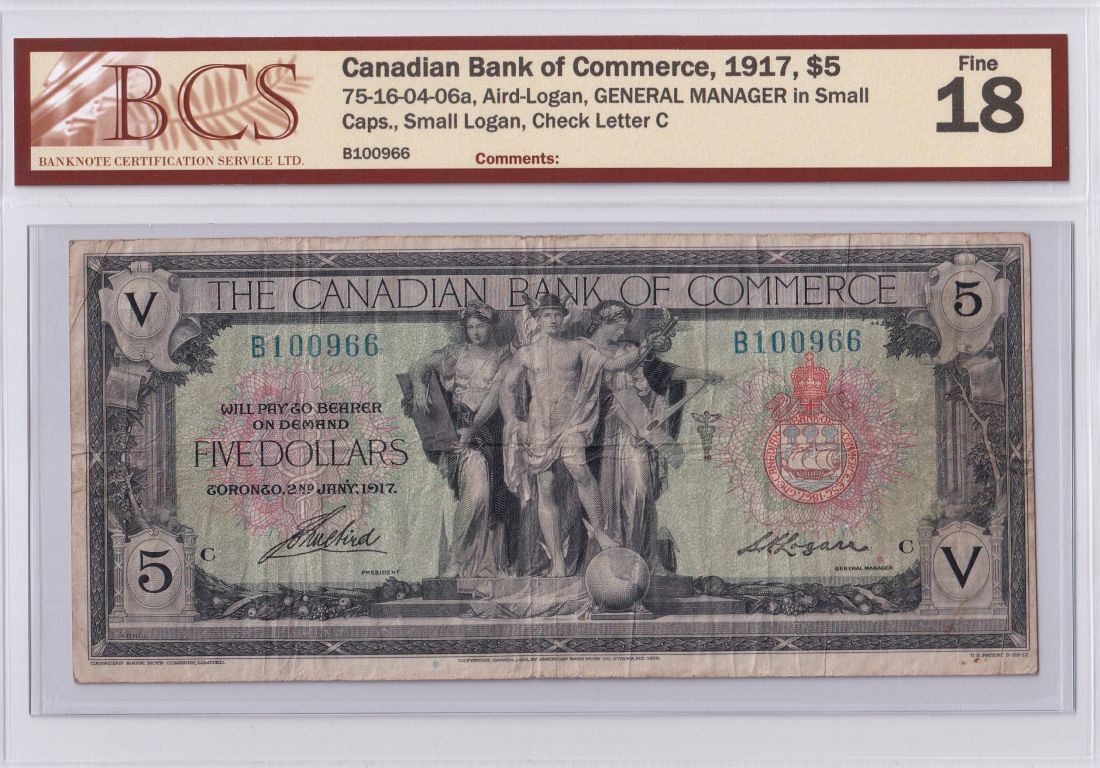 BCS
BANKNOTE CERTIFICATION SERVICE LTD.
Canadian Bank of Commerce, 1917, $5
75-16-04-06a, Aird-Logan, GENERAL MANAGER in Small
Caps., Small Logan, Check Letter C
B100966
Comments:
Fine
18
V
THE CANADIAN BANK OF COMMERCE
5
B100966
B100966
WILL PAY TO BEARER
ON DEMAND
FIVE DOLLARS
TORONTO, 2ND JANY. 1917.
C
PRESIDENT
S.H. Logan
C
GENERAL MANAGER
5
V
CANADIAN BANK NOTE COMPANY, LIMITED.